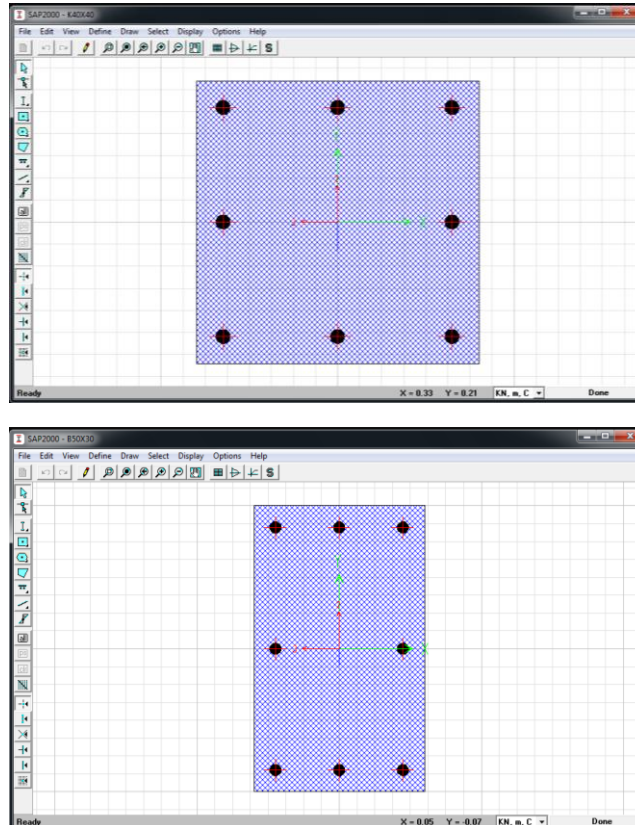 SAP2000 - K40X40
File Edit View Define Draw Select Display Options Help
Ready X = 0.33 Y = 0.21 KN, m, C Done
SAP2000 - B50X30
File Edit View Define Draw Select Display Options Help
Ready X = 0.05 Y = -0.07 KN, m, C Done